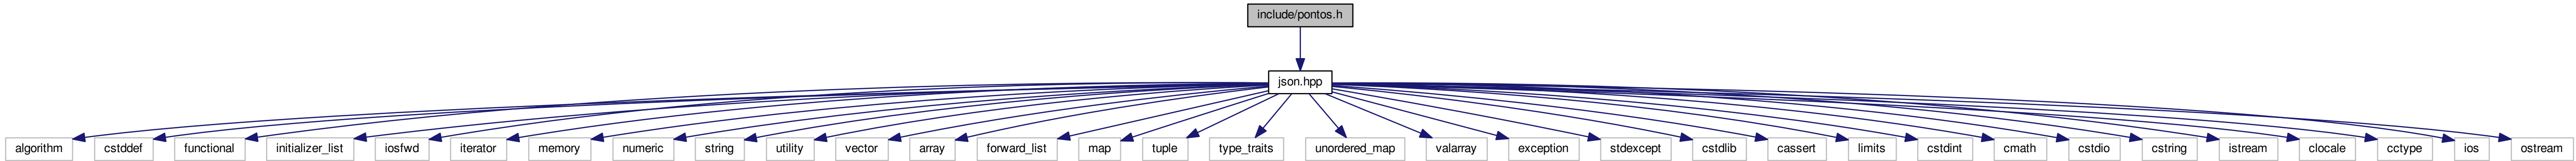 include/pontos.h
json.hpp
algorithm
cstddef
functional
initializer_list
iosfwd
iterator
memory
numeric
string
utility
vector
array
forward_list
map
tuple
type_traits
unordered_map
valarray
exception
stdexcept
cstdlib
cassert
limits
cstdint
cmath
cstdio
cstring
istream
clocale
cctype
ios
ostream